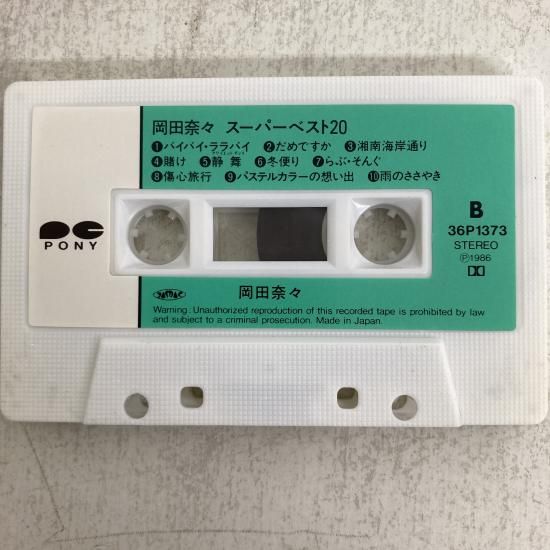 岡田奈々 スーパーベスト20
❶バイバイ・ララバイ ❷だめですか ❸湘南海岸通り
❹賭け ❺静舞 ❻冬便り ❼らぶ・そんぐ
❽傷心旅行 ❾パステルカラーの想い出 ❿雨のささやき
PONY
B
36P1373
STEREO
Ⓟ1986
岡田奈々
Warning: Unauthorized reproduction of this recorded tape is prohibited by law
and subject to a criminal prosecution. Made in Japan.